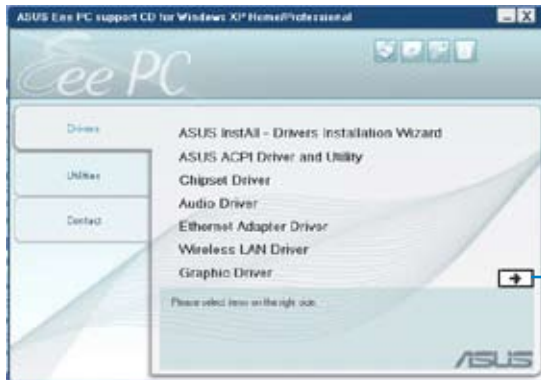 ASUS Eee PC support CD for Windows XP Home/Professional
Eee PC
Drivers
Utilities
Contact
ASUS InstAll - Drivers Installation Wizard
ASUS ACPI Driver and Utility
Chipset Driver
Audio Driver
Ethernet Adapter Driver
Wireless LAN Driver
Graphic Driver
Please select items on the right side.
ASUS